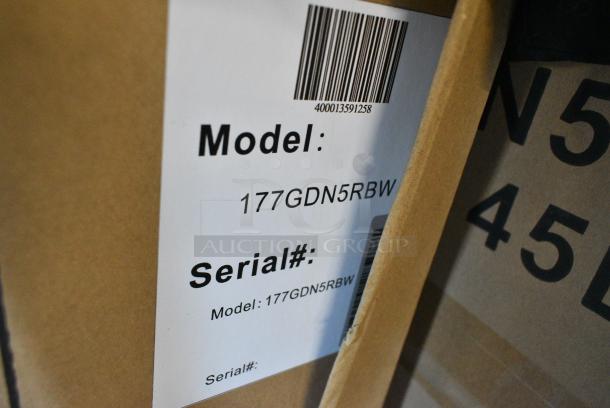 400013591258
Model:
177GDN5RBW
PCI
AUCTION GROUP
Serial#:
Model: 177GDN5RBW
Serial#:
N5
45